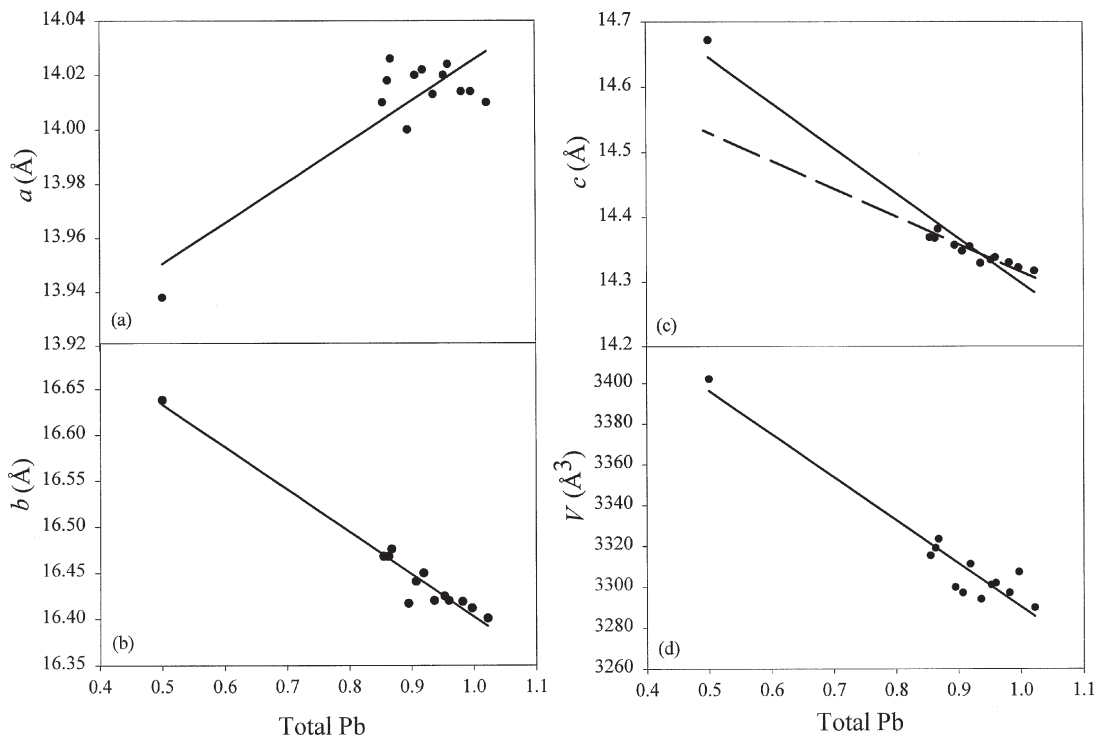 14.04
14.02
14.00
13.98
13.96
13.94
13.92
a (Å)
(a)
16.65
16.60
16.55
16.50
16.45
16.40
16.35
b (Å)
(b)
0.4 0.5 0.6 0.7 0.8 0.9 1.0 1.1
Total Pb
14.7
14.6
14.5
14.4
14.3
14.2
c (Å)
(c)
3400
3380
3360
3340
3320
3300
3280
3260
V (Å³)
(d)
0.4 0.5 0.6 0.7 0.8 0.9 1.0 1.1
Total Pb